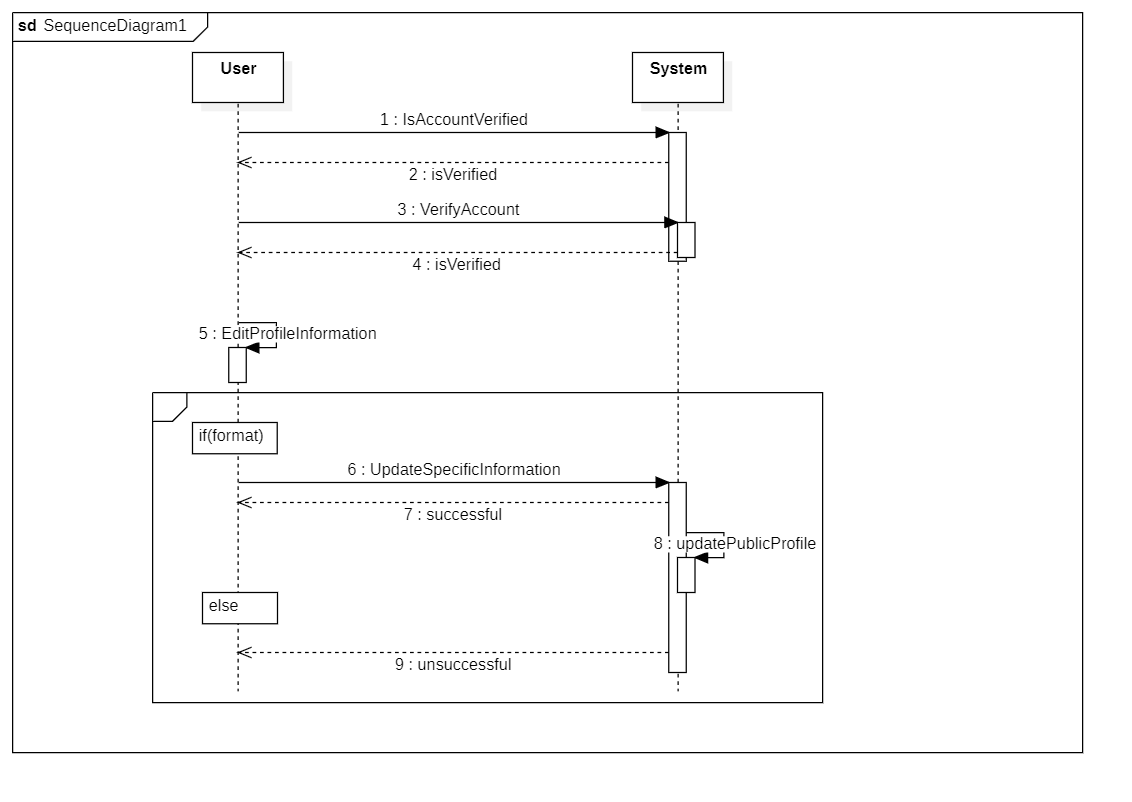 sd SequenceDiagram1
User
System
1 : IsAccountVerified
2 : isVerified
3 : VerifyAccount
4 : isVerified
5 : EditProfileInformation
if(format)
6 : UpdateSpecificInformation
7 : successful
8 : updatePublicProfile
else
9 : unsuccessful